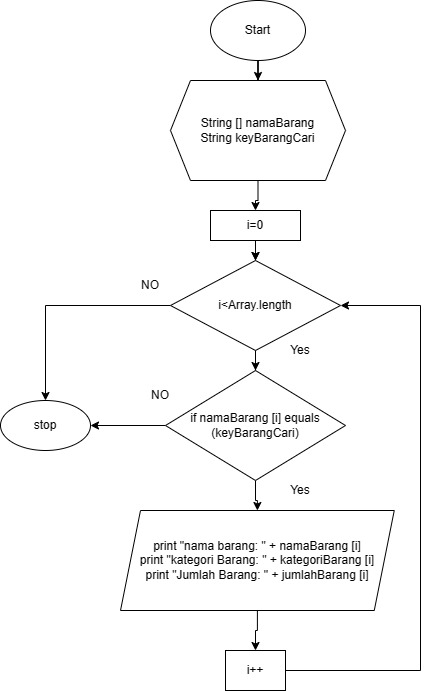 Start
String [] namaBarang
String keyBarangCari
i=0
NO
i<Array.length
Yes
NO
if namaBarang [i] equals
(keyBarangCari)
stop
Yes
print "nama barang: " + namaBarang [i]
print "kategori Barang: " + kategoriBarang [i]
print "Jumlah Barang: " + jumlahBarang [i]
i++